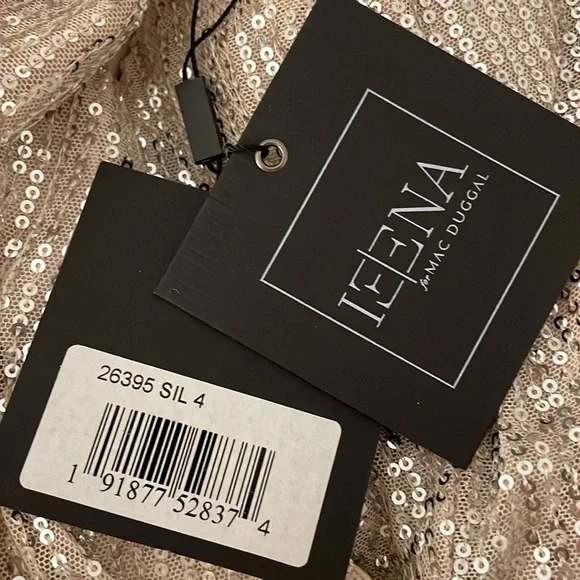 IEENA
for MAC DUGGAL
26395 SIL 4
1 91877 52837 4